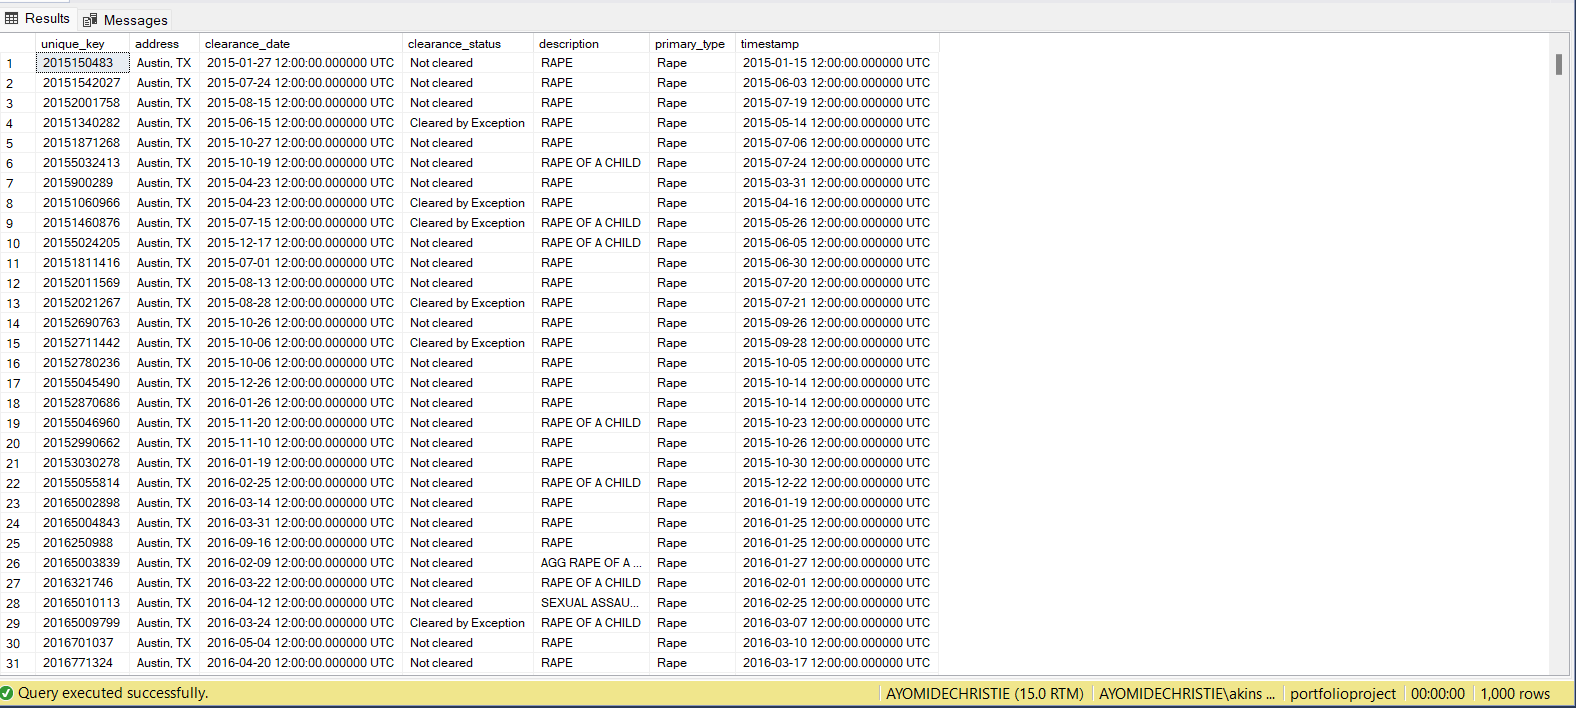 Results Messages
unique_key address clearance_date clearance_status description primary_type timestamp
1 2015150483 Austin, TX 2015-01-27 12:00:00.000000 UTC Not cleared RAPE Rape 2015-01-15 12:00:00.000000 UTC
2 20151542027 Austin, TX 2015-07-24 12:00:00.000000 UTC Not cleared RAPE Rape 2015-06-03 12:00:00.000000 UTC
3 20152001758 Austin, TX 2015-08-15 12:00:00.000000 UTC Not cleared RAPE Rape 2015-07-19 12:00:00.000000 UTC
4 20151340282 Austin, TX 2015-06-15 12:00:00.000000 UTC Cleared by Exception RAPE Rape 2015-05-14 12:00:00.000000 UTC
5 20151871268 Austin, TX 2015-10-27 12:00:00.000000 UTC Not cleared RAPE Rape 2015-07-06 12:00:00.000000 UTC
6 20155032413 Austin, TX 2015-10-19 12:00:00.000000 UTC Not cleared RAPE OF A CHILD Rape 2015-07-24 12:00:00.000000 UTC
7 2015900289 Austin, TX 2015-04-23 12:00:00.000000 UTC Not cleared RAPE Rape 2015-03-31 12:00:00.000000 UTC
8 20151060966 Austin, TX 2015-04-23 12:00:00.000000 UTC Cleared by Exception RAPE Rape 2015-04-16 12:00:00.000000 UTC
9 20151460876 Austin, TX 2015-07-15 12:00:00.000000 UTC Cleared by Exception RAPE OF A CHILD Rape 2015-05-26 12:00:00.000000 UTC
10 20155024205 Austin, TX 2015-12-17 12:00:00.000000 UTC Not cleared RAPE OF A CHILD Rape 2015-06-05 12:00:00.000000 UTC
11 20151811416 Austin, TX 2015-07-01 12:00:00.000000 UTC Not cleared RAPE Rape 2015-06-30 12:00:00.000000 UTC
12 20152011569 Austin, TX 2015-08-13 12:00:00.000000 UTC Not cleared RAPE Rape 2015-07-20 12:00:00.000000 UTC
13 20152021267 Austin, TX 2015-08-28 12:00:00.000000 UTC Cleared by Exception RAPE Rape 2015-07-21 12:00:00.000000 UTC
14 20152690763 Austin, TX 2015-10-26 12:00:00.000000 UTC Not cleared RAPE Rape 2015-09-26 12:00:00.000000 UTC
15 20152711442 Austin, TX 2015-10-06 12:00:00.000000 UTC Cleared by Exception RAPE Rape 2015-09-28 12:00:00.000000 UTC
16 20152780236 Austin, TX 2015-10-06 12:00:00.000000 UTC Not cleared RAPE Rape 2015-10-05 12:00:00.000000 UTC
17 20155045490 Austin, TX 2015-12-26 12:00:00.000000 UTC Not cleared RAPE Rape 2015-10-14 12:00:00.000000 UTC
18 20152870686 Austin, TX 2016-01-26 12:00:00.000000 UTC Not cleared RAPE Rape 2015-10-14 12:00:00.000000 UTC
19 20155046960 Austin, TX 2015-11-20 12:00:00.000000 UTC Not cleared RAPE OF A CHILD Rape 2015-10-23 12:00:00.000000 UTC
20 20152990662 Austin, TX 2015-11-10 12:00:00.000000 UTC Not cleared RAPE Rape 2015-10-26 12:00:00.000000 UTC
21 20153030278 Austin, TX 2016-01-19 12:00:00.000000 UTC Not cleared RAPE Rape 2015-10-30 12:00:00.000000 UTC
22 20155055814 Austin, TX 2016-02-25 12:00:00.000000 UTC Not cleared RAPE OF A CHILD Rape 2015-12-22 12:00:00.000000 UTC
23 20165002898 Austin, TX 2016-03-14 12:00:00.000000 UTC Not cleared RAPE Rape 2016-01-19 12:00:00.000000 UTC
24 20165004843 Austin, TX 2016-03-31 12:00:00.000000 UTC Not cleared RAPE Rape 2016-01-25 12:00:00.000000 UTC
25 2016250988 Austin, TX 2016-09-16 12:00:00.000000 UTC Not cleared RAPE Rape 2016-01-25 12:00:00.000000 UTC
26 20165003839 Austin, TX 2016-02-09 12:00:00.000000 UTC Not cleared AGG RAPE OF A ... Rape 2016-01-27 12:00:00.000000 UTC
27 2016321746 Austin, TX 2016-03-22 12:00:00.000000 UTC Not cleared RAPE OF A CHILD Rape 2016-02-01 12:00:00.000000 UTC
28 20165010113 Austin, TX 2016-04-12 12:00:00.000000 UTC Not cleared SEXUAL ASSAU... Rape 2016-02-25 12:00:00.000000 UTC
29 20165009799 Austin, TX 2016-03-24 12:00:00.000000 UTC Cleared by Exception RAPE OF A CHILD Rape 2016-03-07 12:00:00.000000 UTC
30 2016701037 Austin, TX 2016-05-04 12:00:00.000000 UTC Not cleared RAPE Rape 2016-03-10 12:00:00.000000 UTC
31 2016771324 Austin, TX 2016-04-20 12:00:00.000000 UTC Not cleared RAPE Rape 2016-03-17 12:00:00.000000 UTC
Query executed successfully. AYOMIDECHRISTIE (15.0 RTM) AYOMIDECHRISTIE\akins ... portfolioproject 00:00:00 1,000 rows